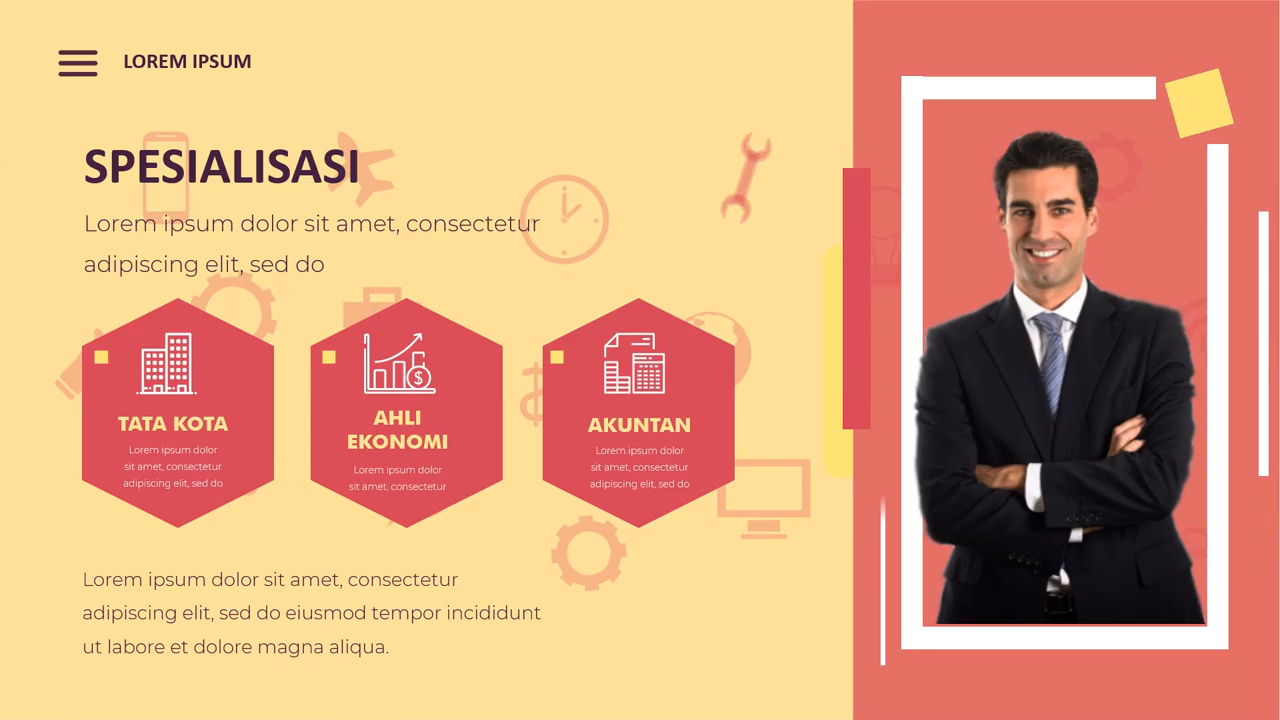 LOREM IPSUM
SPESIALISASI
Lorem ipsum dolor sit amet, consectetur
adipiscing elit, sed do
TATA KOTA
Lorem ipsum dolor
sit amet, consectetur
adipiscing elit, sed do
AHLI
EKONOMI
Lorem ipsum dolor
sit amet, consectetur
AKUNTAN
Lorem ipsum dolor
sit amet, consectetur
adipiscing elit, sed do
Lorem ipsum dolor sit amet, consectetur
adipiscing elit, sed do eiusmod tempor incididunt
ut labore et dolore magna aliqua.